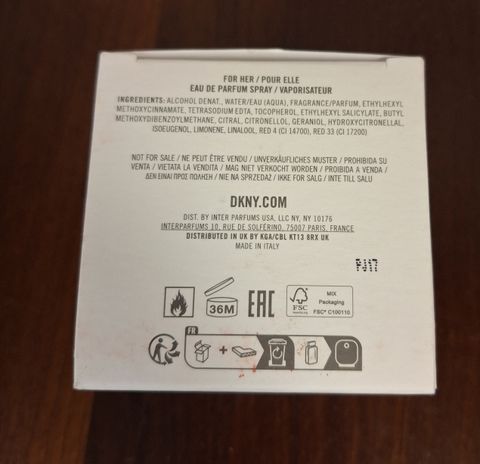 FOR HER / POUR ELLE
EAU DE PARFUM SPRAY / VAPORISATEUR
INGREDIENTS: ALCOHOL DENAT., WATER/EAU (AQUA), FRAGRANCE/PARFUM, ETHYLHEXYL
METHOXYCINNAMATE, TETRASODIUM EDTA, TOCOPHEROL, ETHYLHEXYL SALICYLATE, BUTYL
METHOXYDIBENZOYLMETHANE, CITRAL, CITRONELLOL, GERANIOL, HYDROXYCITRONELLAL,
ISOEUGENOL, LIMONENE, LINALOOL, RED 4 (CI 14700), RED 33 (CI 17200)
NOT FOR SALE / NE PEUT ÊTRE VENDU / UNVERKÄUFLICHES MUSTER / PROHIBIDA SU
VENTA / VIETATA LA VENDITA / MAG NIET VERKOCHT WORDEN / PROIBIDA A VENDA /
ΔΕΝ ΕΙΝΑΙ ΠΡΟΣ ΠΩΛΗΣΗ / NIE NA SPRZEDAŻ / IKKE FOR SALG / INTE TILL SALU
DKNY.COM
DIST. BY INTER PARFUMS USA, LLC NY, NY 10176
INTERPARFUMS 10, RUE DE SOLFÉRINO, 75007 PARIS, FRANCE
DISTRIBUTED IN UK BY KGA/CBL KT13 8RX UK
MADE IN ITALY
PJ17
36M
EAC
FSC
MIX
Packaging
FSC® C100110
FR
+